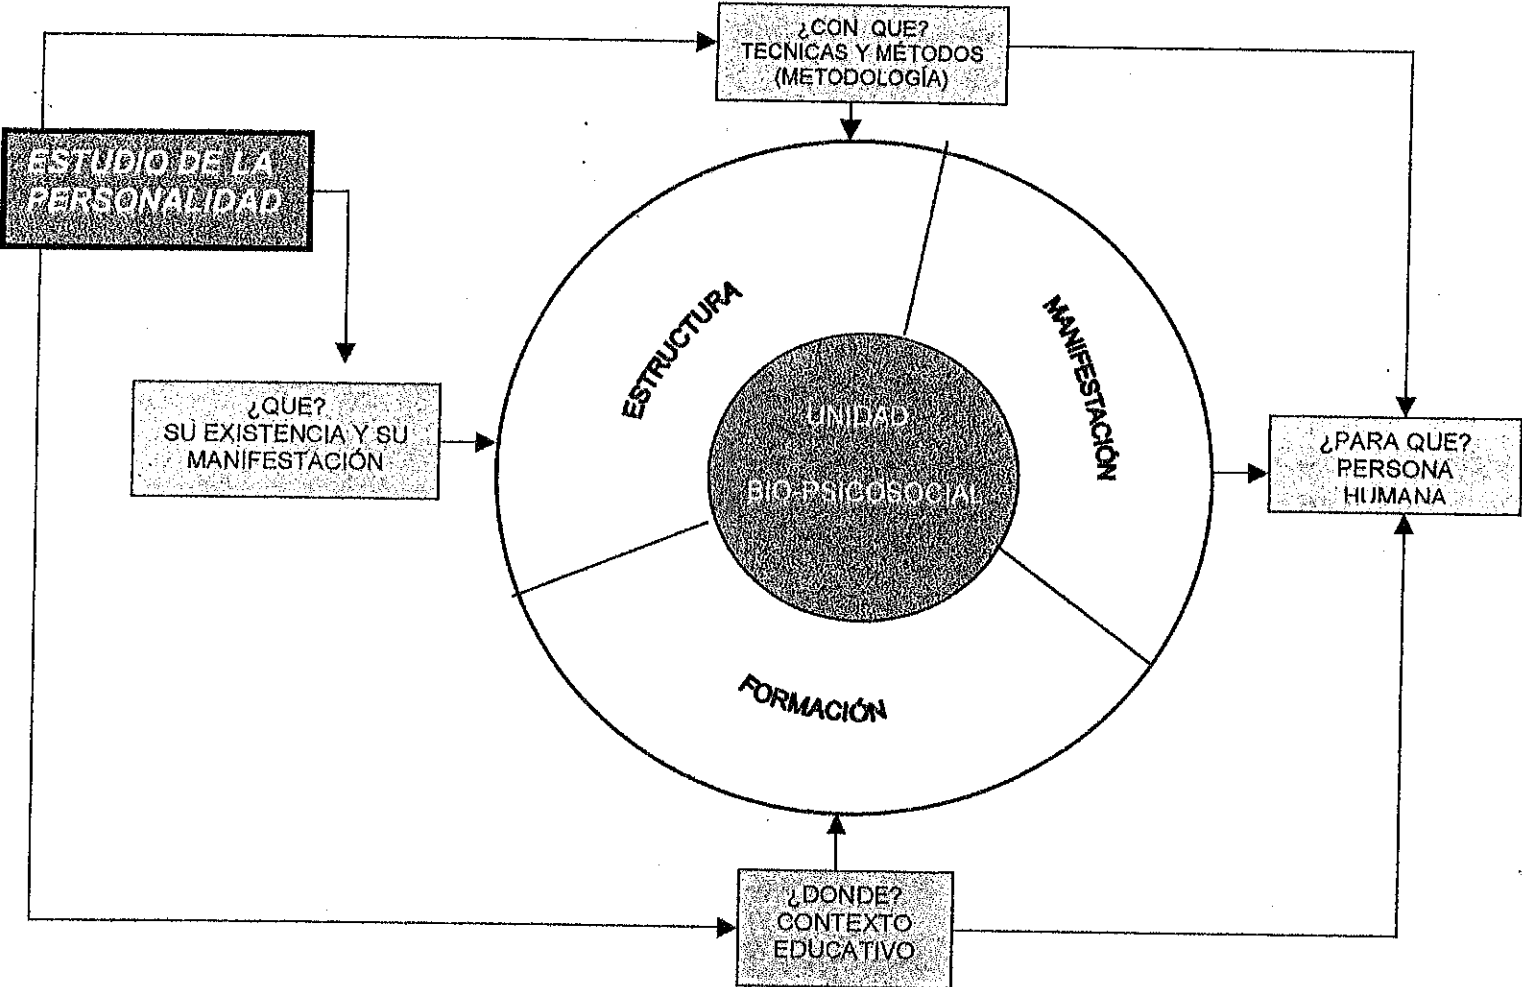 ¿CON QUE?
TECNICAS Y MÉTODOS
(METODOLOGÍA)
ESTUDIO DE LA
PERSONALIDAD
ESTRUCTURA
MANIFESTACIÓN
¿QUE?
SU EXISTENCIA Y SU
MANIFESTACIÓN
UNIDAD
BIO-PSICOSOCIAL
¿PARA QUE?
PERSONA
HUMANA
FORMACIÓN
¿DONDE?
CONTEXTO
EDUCATIVO